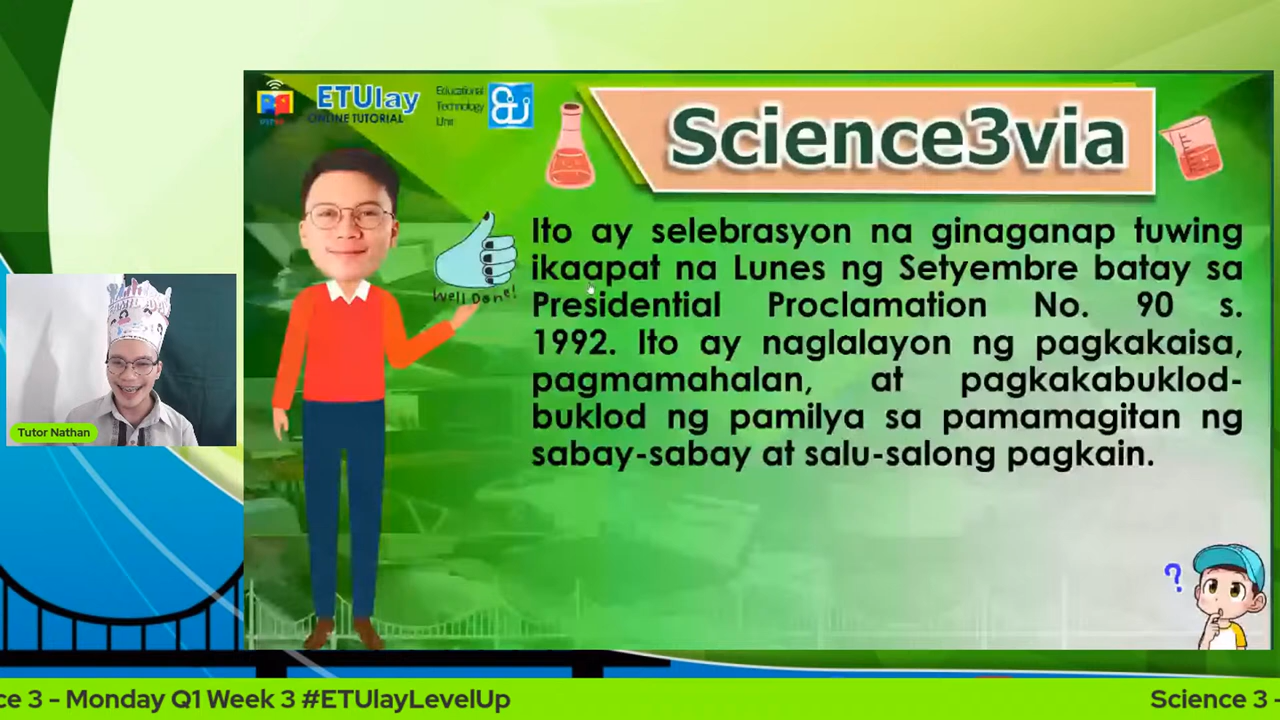 ETUlay
ONLINE TUTORIAL
Educational
Technology
Unit
Science3via
Well Done!
Ito ay selebrasyon na ginaganap tuwing
ikaapat na Lunes ng Setyembre batay sa
Presidential Proclamation No. 90 s.
1992. Ito ay naglalayon ng pagkakaisa,
pagmamahalan, at pagkakabuklod-
buklod ng pamilya sa pamamagitan ng
sabay-sabay at salu-salong pagkain.
?
Tutor Nathan
ce 3 - Monday Q1 Week 3 #ETUlayLevelUp
Science 3 -